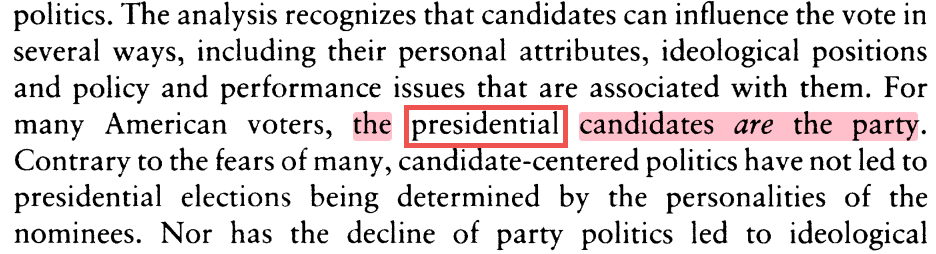 politics. The analysis recognizes that candidates can influence the vote in
several ways, including their personal attributes, ideological positions
and policy and performance issues that are associated with them. For
many American voters, the presidential candidates are the party.
Contrary to the fears of many, candidate-centered politics have not led to
presidential elections being determined by the personalities of the
nominees. Nor has the decline of party politics led to ideological